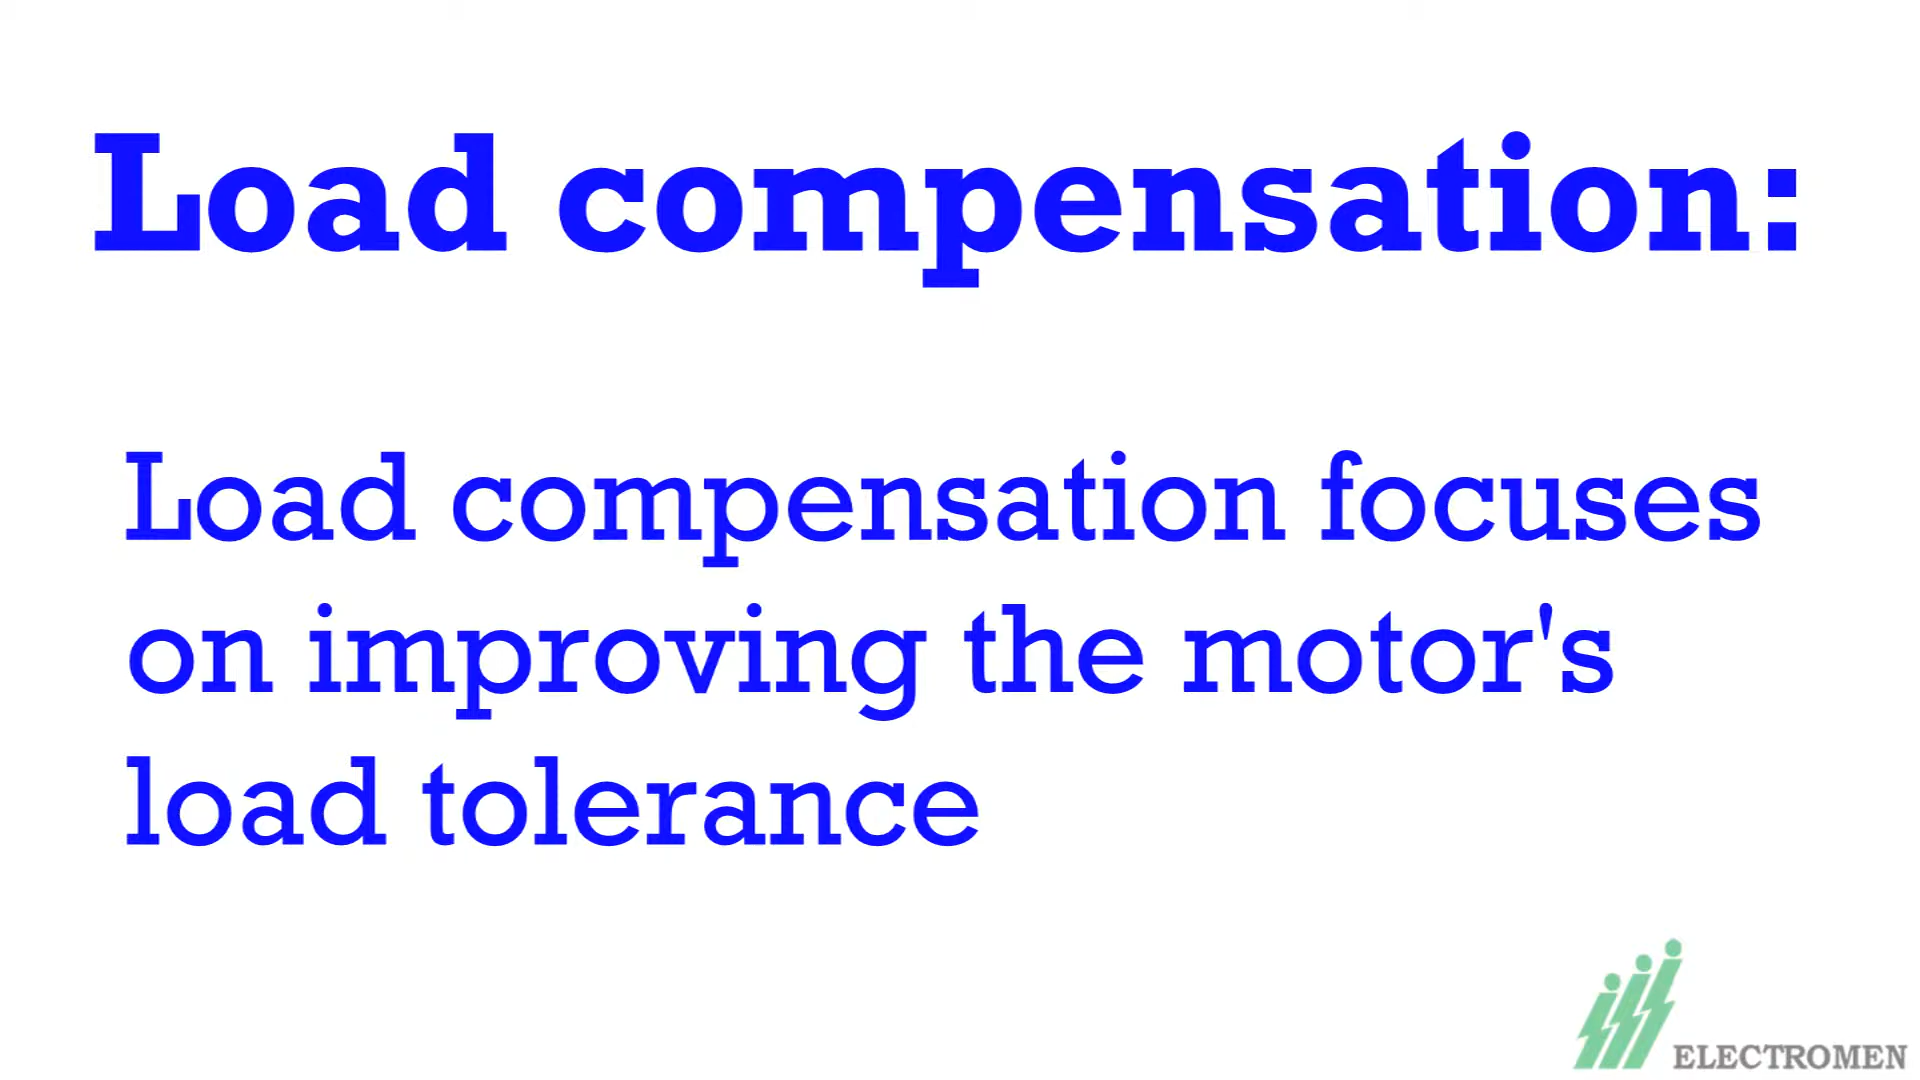 Load compensation:
Load compensation focuses
on improving the motor's
load tolerance
ELECTROMEN